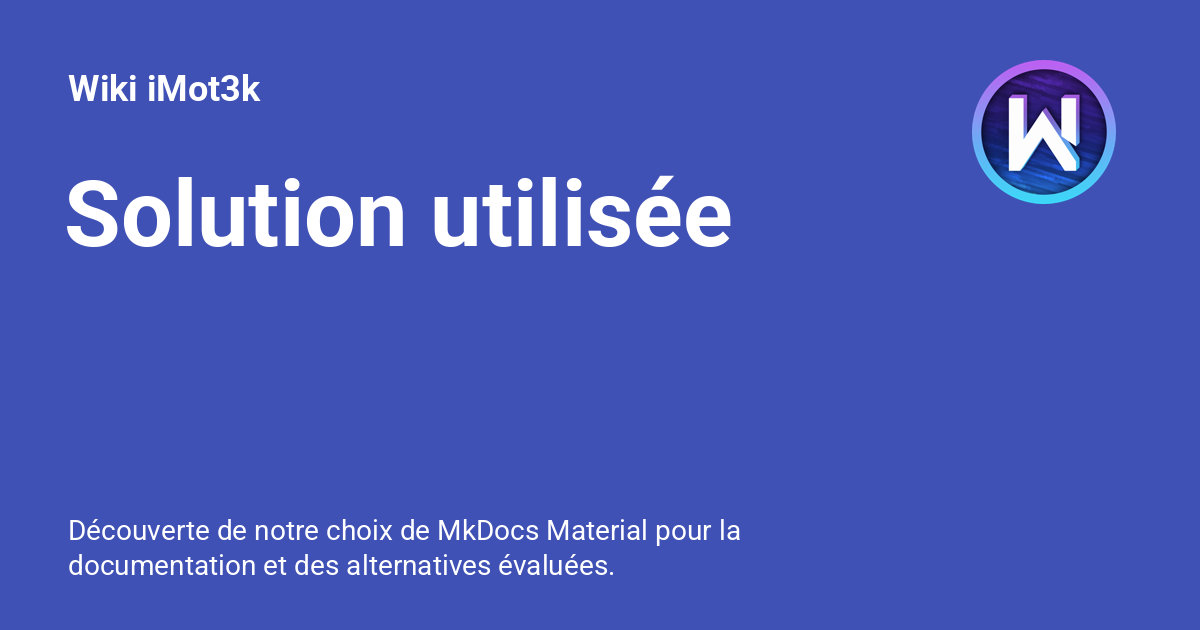 Wiki iMot3k
Solution utilisée
Découverte de notre choix de MkDocs Material pour la
documentation et des alternatives évaluées.